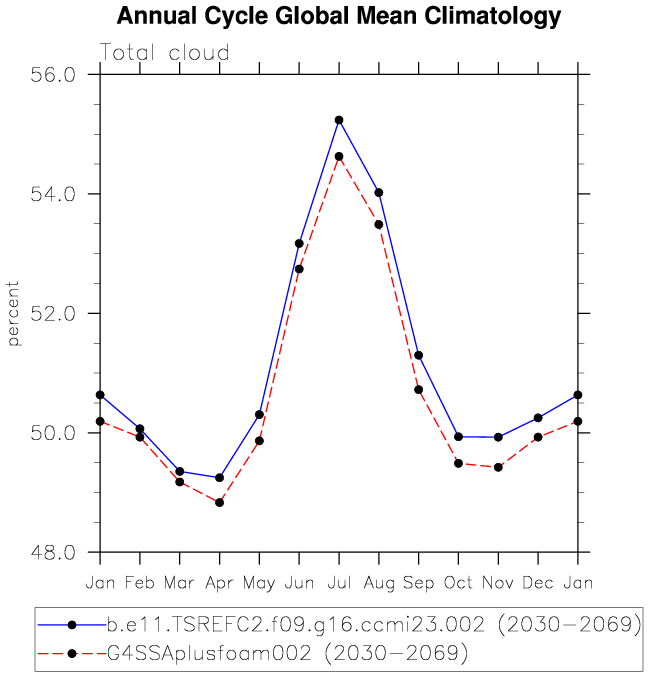 Annual Cycle Global Mean Climatology
Total cloud
56.0
54.0
52.0
50.0
48.0
percent
Jan Feb Mar Apr May Jun Jul Aug Sep Oct Nov Dec Jan
b.e11.TSREFC2.f09.g16.ccmi23.002 (2030-2069)
G4SSAplusfoam002 (2030-2069)